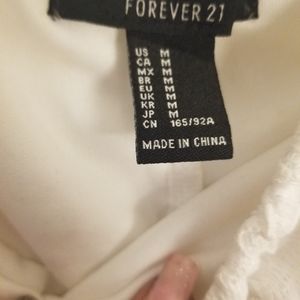 FOREVER 21
US M
CA M
MX M
BR M
EU M
UK M
KR M
JP M
CN 165/92A
MADE IN CHINA